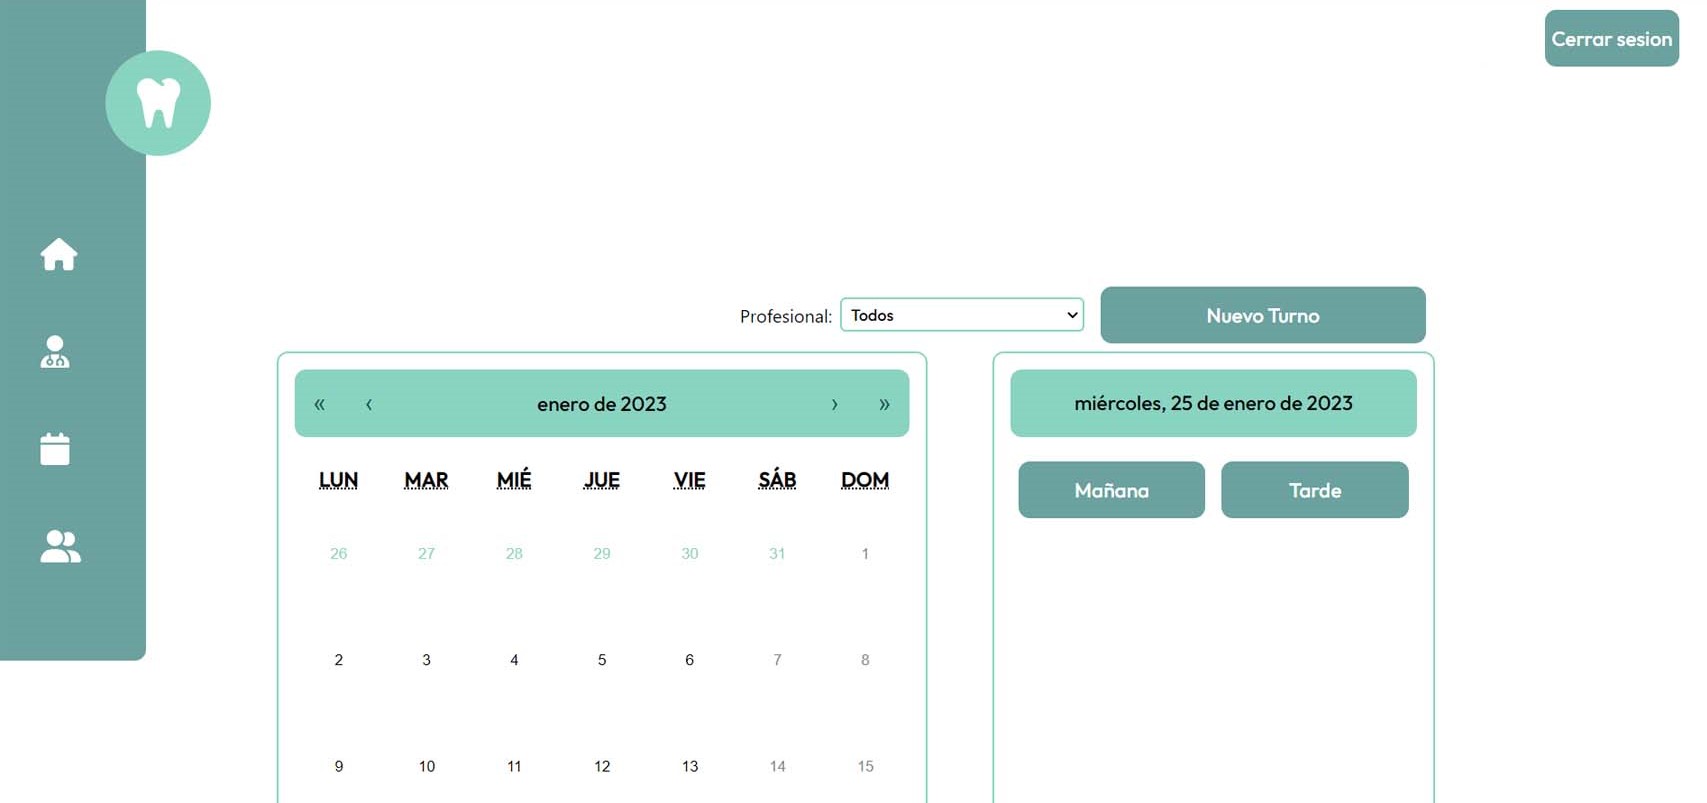 Cerrar sesion
Profesional: Todos
Nuevo Turno
« ‹ enero de 2023 › »
LUN MAR MIÉ JUE VIE SÁB DOM
26 27 28 29 30 31 1
2 3 4 5 6 7 8
9 10 11 12 13 14 15
miércoles, 25 de enero de 2023
Mañana Tarde